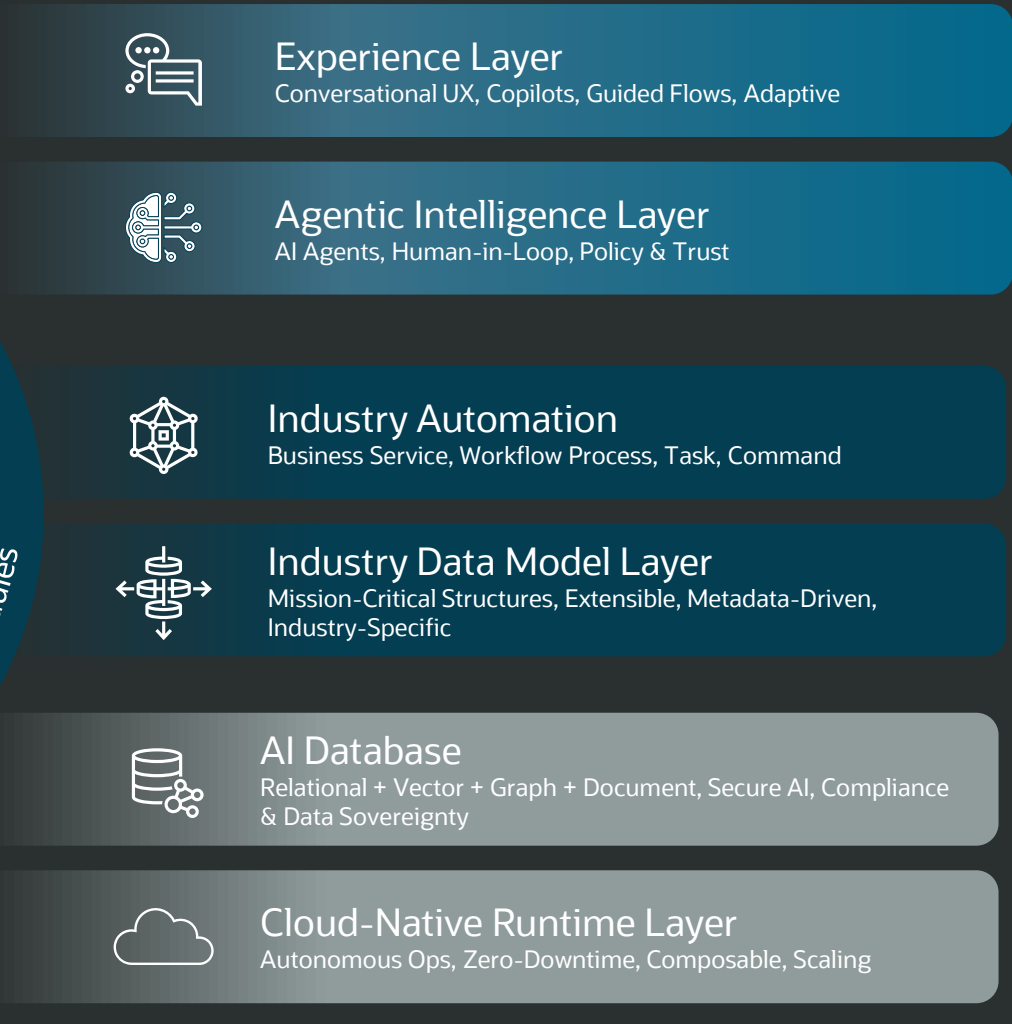 Experience Layer
Conversational UX, Copilots, Guided Flows, Adaptive
Agentic Intelligence Layer
AI Agents, Human-in-Loop, Policy & Trust
Industry Automation
Business Service, Workflow Process, Task, Command
Industry Data Model Layer
Mission-Critical Structures, Extensible, Metadata-Driven,
Industry-Specific
AI Database
Relational + Vector + Graph + Document, Secure AI, Compliance
& Data Sovereignty
Cloud-Native Runtime Layer
Autonomous Ops, Zero-Downtime, Composable, Scaling